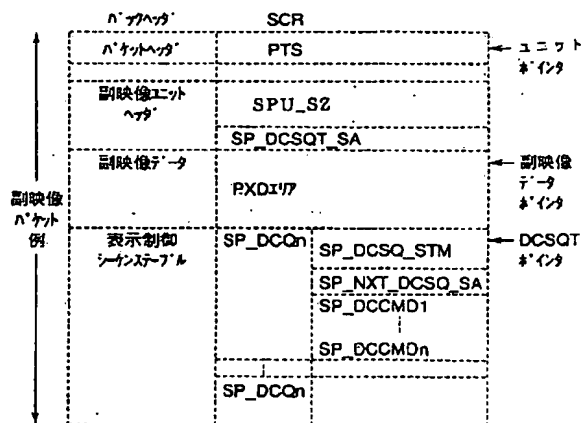 パックヘッダ SCR
パケットヘッダ PTS
ユニット
ポインタ
副映像ユニット
ヘッダ
SPU_SZ
SP_DCSQT_SA
副映像データ
PXDエリア
副映像
データ
ポインタ
副映像
パケット
例
表示制御
シーケンステーブル
SP_DCQn
SP_DCSQ_STM
DCSQT
ポインタ
SP_NXT_DCSQ_SA
SP_DCCMD1
SP_DCCMDn
SP_DCQn